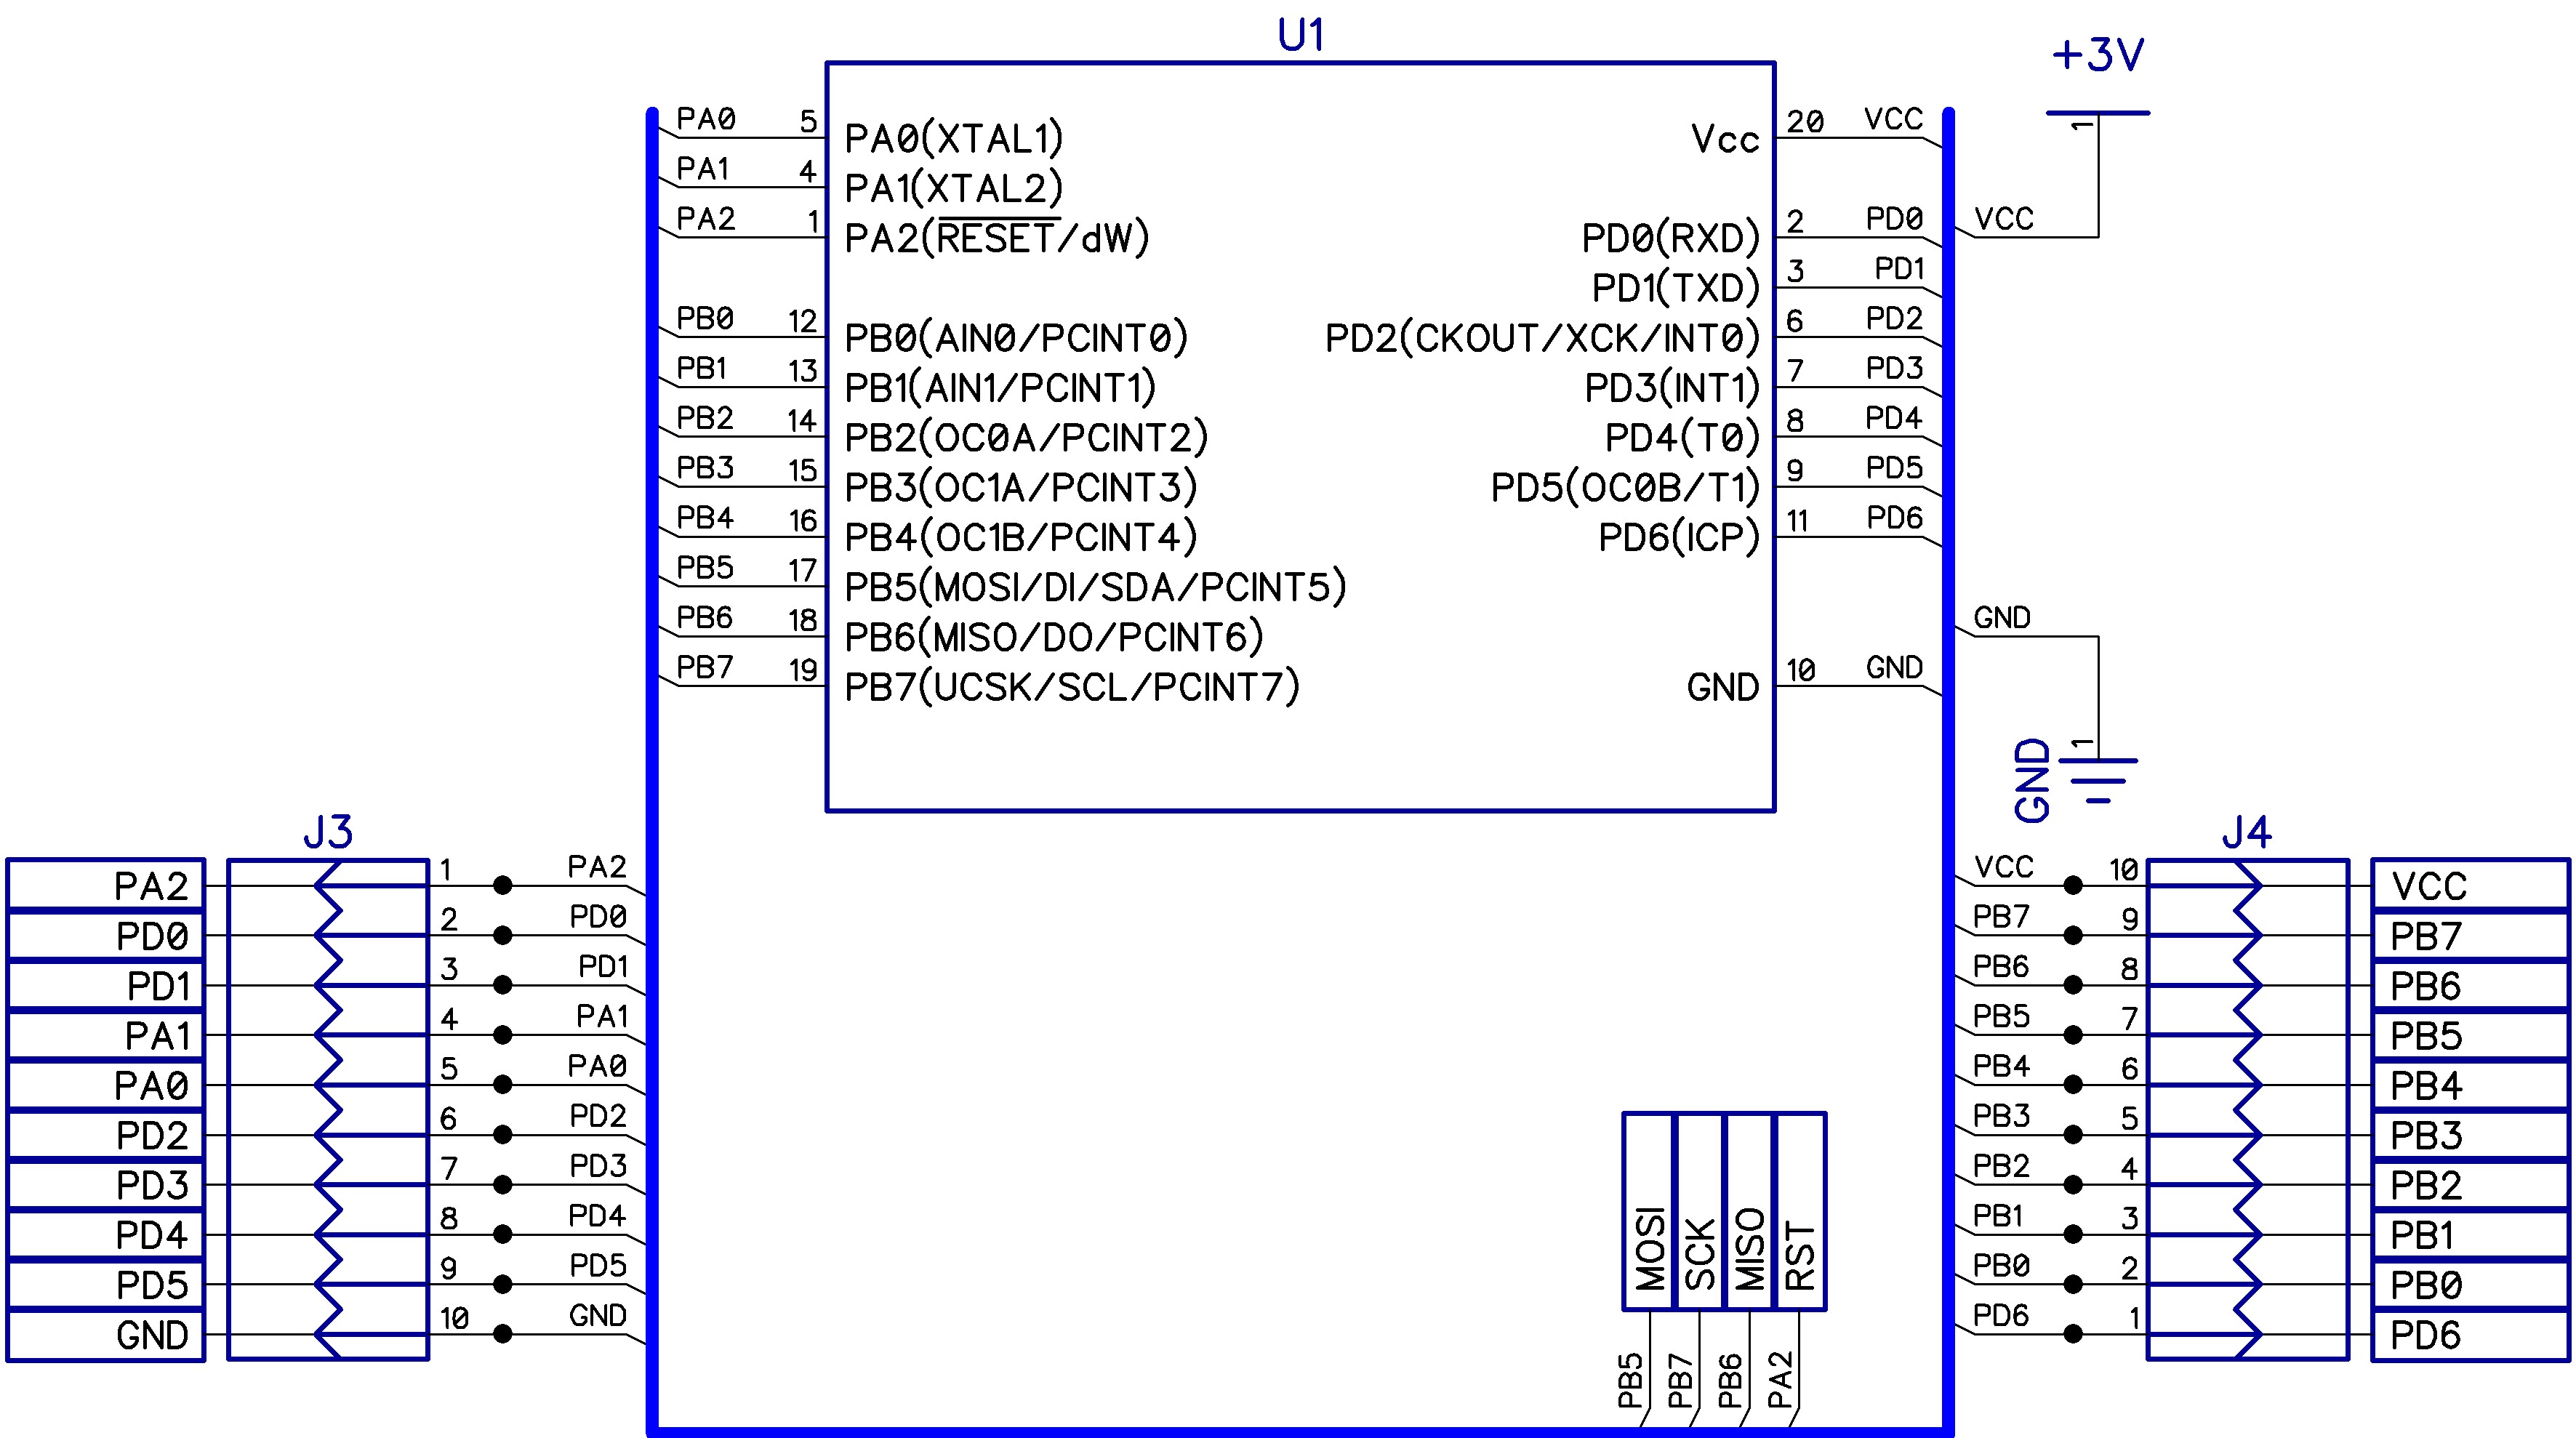 U1
+3V
1
PA0 5 PA0(XTAL1)
PA1 4 PA1(XTAL2)
PA2 1 PA2(RESET/dW)
PB0 12 PB0(AIN0/PCINT0)
PB1 13 PB1(AIN1/PCINT1)
PB2 14 PB2(OC0A/PCINT2)
PB3 15 PB3(OC1A/PCINT3)
PB4 16 PB4(OC1B/PCINT4)
PB5 17 PB5(MOSI/DI/SDA/PCINT5)
PB6 18 PB6(MISO/DO/PCINT6)
PB7 19 PB7(UCSK/SCL/PCINT7)
Vcc 20 VCC
PD0(RXD) 2 PD0
PD1(TXD) 3 PD1
PD2(CKOUT/XCK/INT0) 6 PD2
PD3(INT1) 7 PD3
PD4(T0) 8 PD4
PD5(OC0B/T1) 9 PD5
PD6(ICP) 11 PD6
GND 10 GND
VCC
GND
1
GND
J3
PA2 1 PA2
PD0 2 PD0
PD1 3 PD1
PA1 4 PA1
PA0 5 PA0
PD2 6 PD2
PD3 7 PD3
PD4 8 PD4
PD5 9 PD5
GND 10 GND
MOSI
SCK
MISO
RST
PB5
PB7
PB6
PA2
J4
VCC 10 VCC
PB7 9 PB7
PB6 8 PB6
PB5 7 PB5
PB4 6 PB4
PB3 5 PB3
PB2 4 PB2
PB1 3 PB1
PB0 2 PB0
PD6 1 PD6